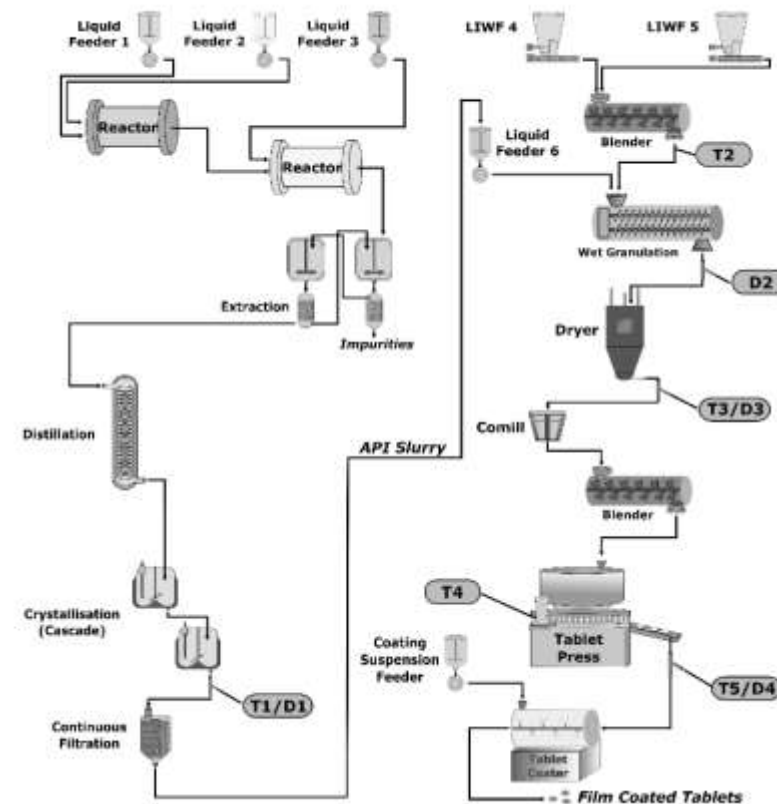 Liquid
Feeder 1
Liquid
Feeder 2
Liquid
Feeder 3
LIWF 4
LIWF 5
Reactor
Reactor
Liquid
Feeder 6
Blender
T2
Wet Granulation
D2
Extraction
Impurities
Dryer
T3/D3
Comill
Distillation
API Slurry
Blender
Crystallisation
(Cascade)
T4
Tablet
Press
Coating
Suspension
Feeder
T1/D1
T5/D4
Continuous
Filtration
Tablet
Coater
Film Coated Tablets